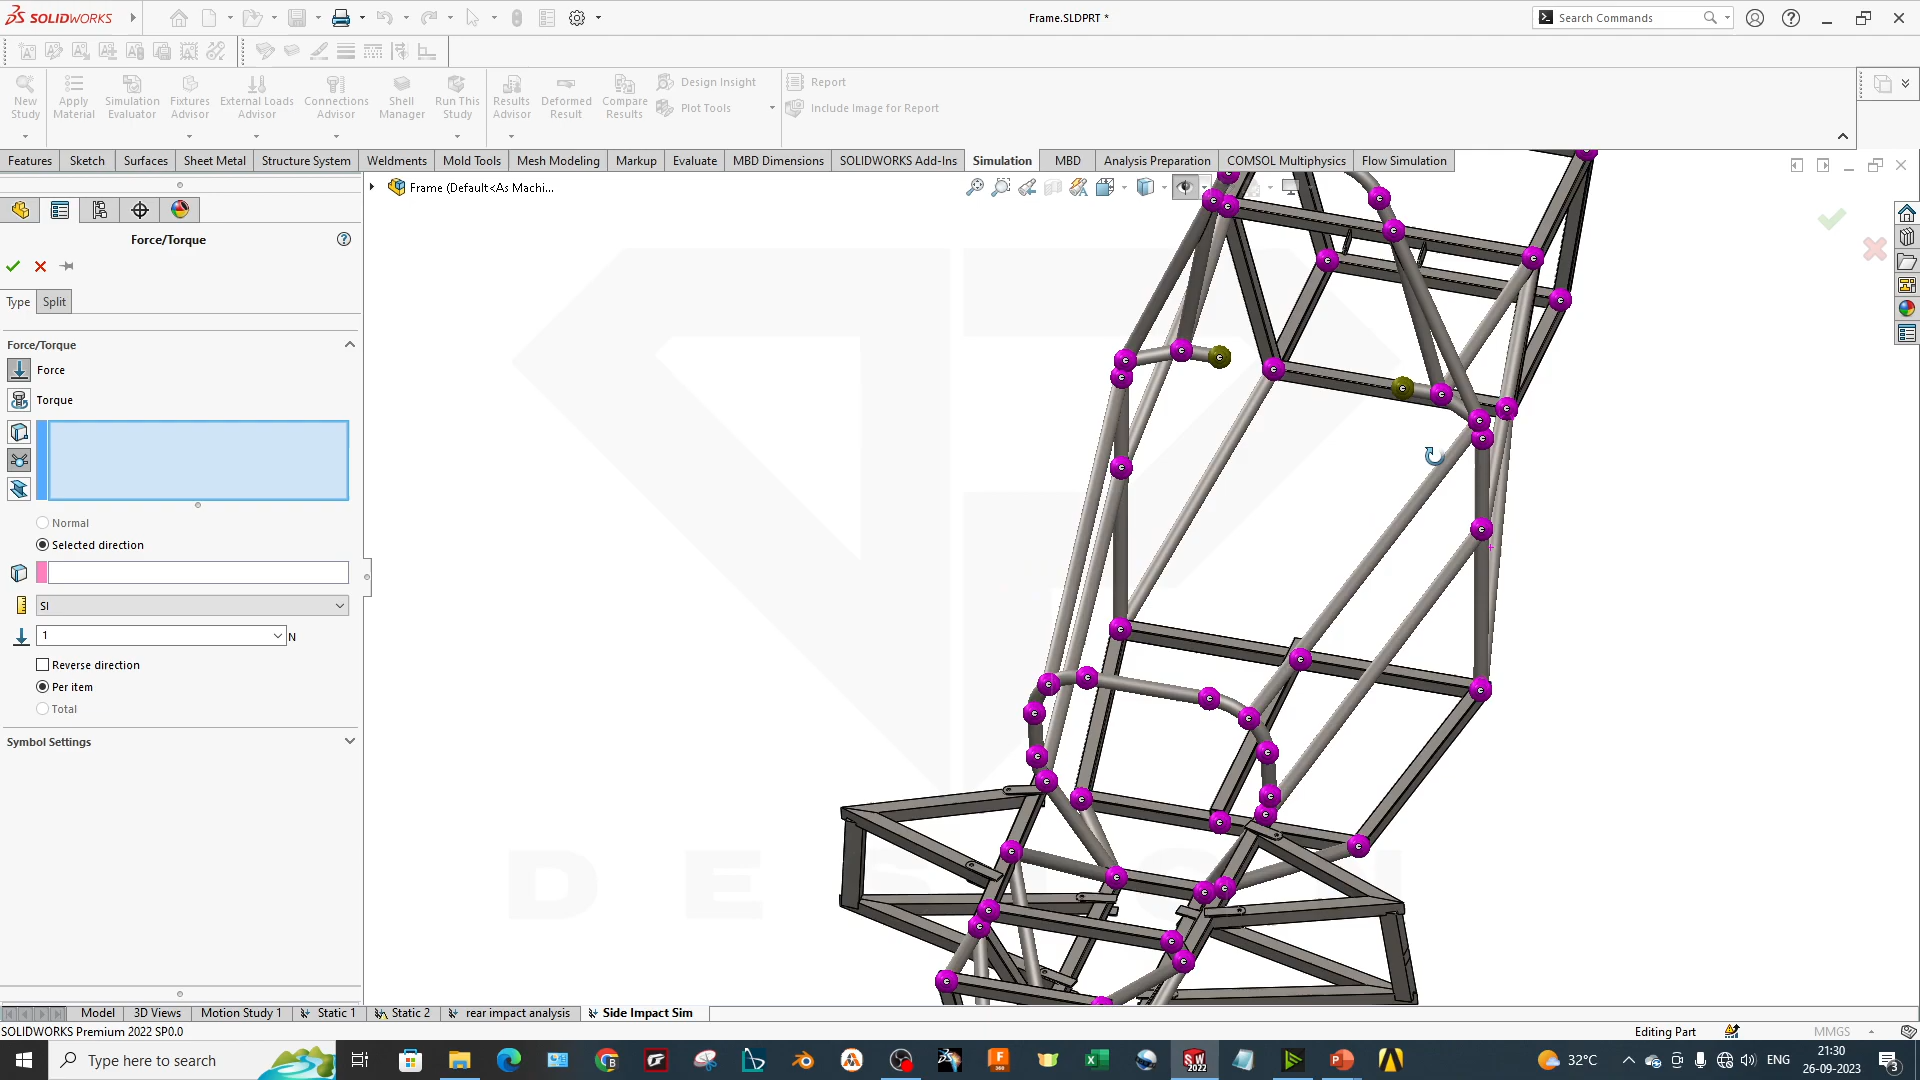 SOLIDWORKS
Frame.SLDPRT *
Search Commands
New Study
Apply Material
Simulation Evaluator
Fixtures Advisor
External Loads Advisor
Connections Advisor
Shell Manager
Run This Study
Results Advisor
Deformed Result
Compare Results
Design Insight
Plot Tools
Report
Include Image for Report
Features
Sketch
Surfaces
Sheet Metal
Structure System
Weldments
Mold Tools
Mesh Modeling
Markup
Evaluate
MBD Dimensions
SOLIDWORKS Add-Ins
Simulation
MBD
Analysis Preparation
COMSOL Multiphysics
Flow Simulation
Frame (Default<As Machi...
Force/Torque
Type
Split
Force/Torque
Force
Torque
Normal
Selected direction
SI
1
N
Reverse direction
Per item
Total
Symbol Settings
D E S I
Model
3D Views
Motion Study 1
Static 1
Static 2
rear impact analysis
Side Impact Sim
SOLIDWORKS Premium 2022 SP0.0
Editing Part
MMGS
Type here to search
SW 2022
32°C
ENG
21:30
26-09-2023
3